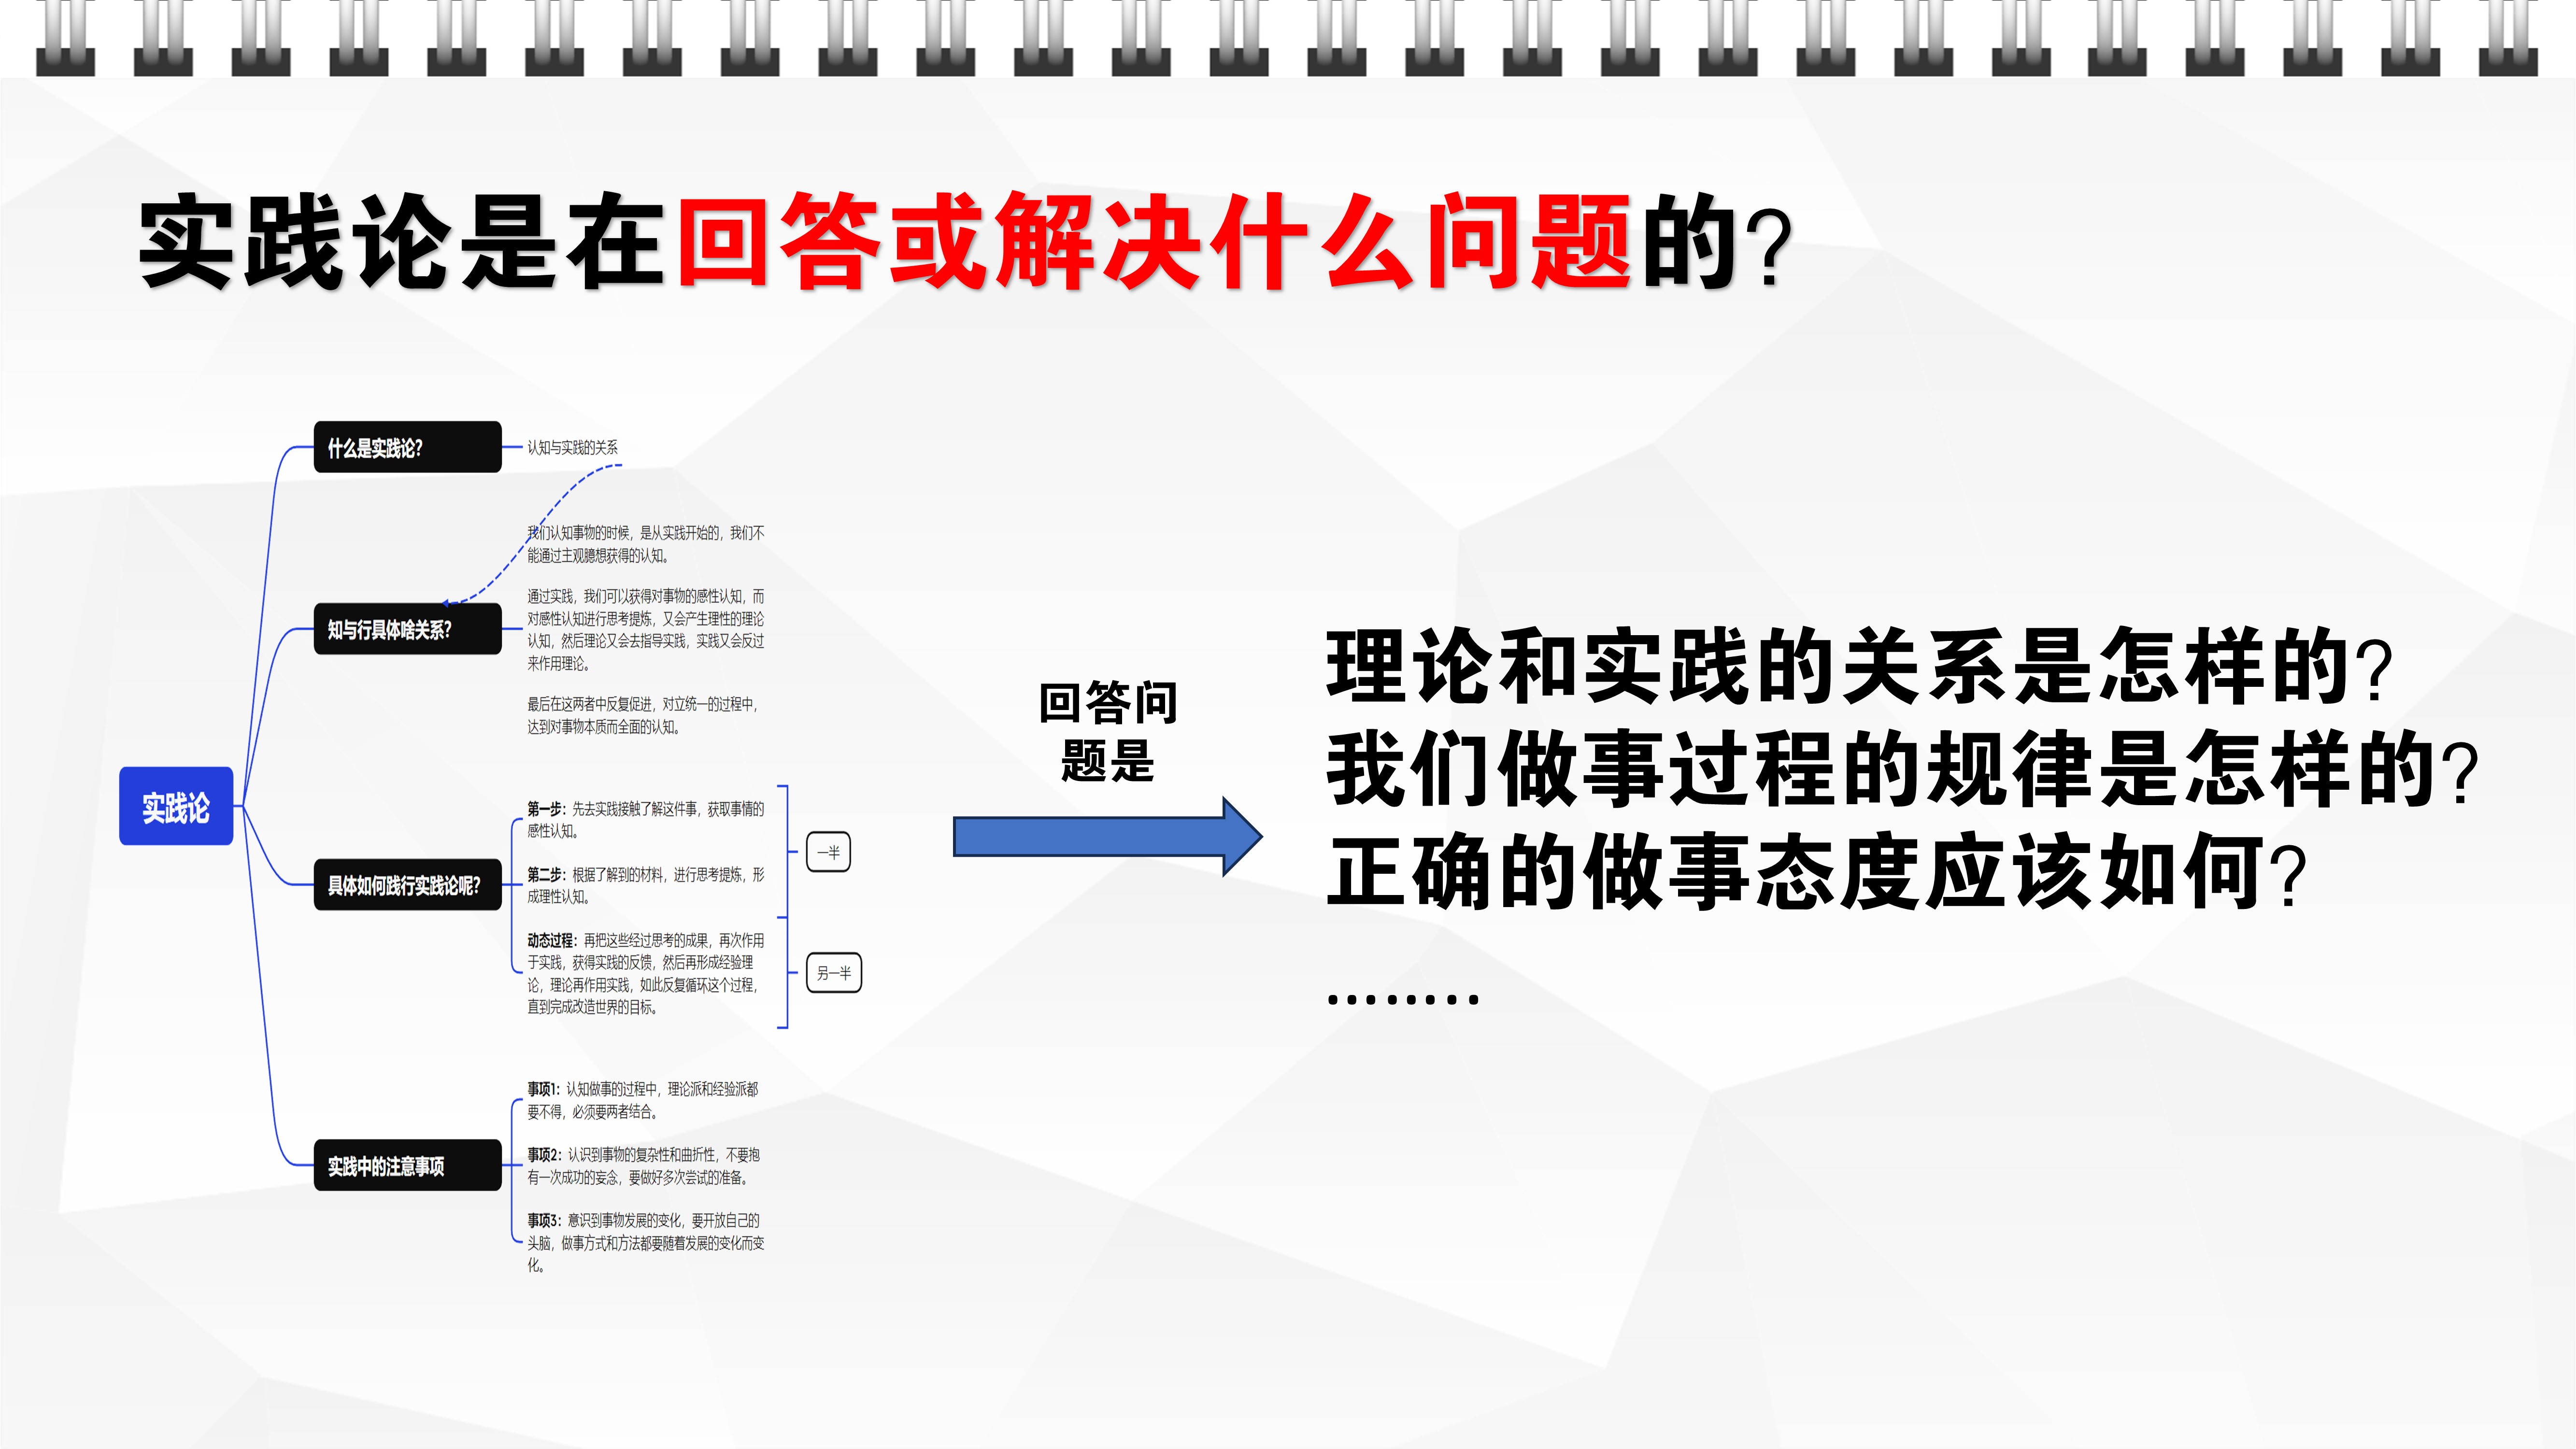 实践论是在回答或解决什么问题的?
实践论
什么是实践论？
认知与实践的关系
知与行具体啥关系？
我们认知事物的时候，是从实践开始的，我们不
能通过主观臆想获得的认知。
通过实践，我们可以获得对事物的感性认知，而
对感性认知进行思考提炼，又会产生理性的理论
认知，然后理论又会去指导实践，实践又会反过
来作用理论。
最后在这两者中反复促进，对立统一的过程中，
达到对事物本质而全面的认知。
具体如何践行实践论呢？
第一步：先去实践接触了解这件事，获取事情的
感性认知。
第二步：根据了解到的材料，进行思考提炼，形
成理性认知。
一半
动态过程：再把这些经过思考的成果，再次作用
于实践，获得实践的反馈，然后再形成经验理
论，理论再作用实践，如此反复循环这个过程，
直到完成改造世界的目标。
另一半
实践中的注意事项
事项1：认知做事的过程中，理论派和经验派都
要不得，必须要两者结合。
事项2：认识到事物的复杂性和曲折性，不要抱
有一次成功的妄念，要做好多次尝试的准备。
事项3：意识到事物发展的变化，要开放自己的
头脑，做事方式和方法都要随着发展的变化而变
化。
回答问
题是
理论和实践的关系是怎样的?
我们做事过程的规律是怎样的?
正确的做事态度应该如何?
………